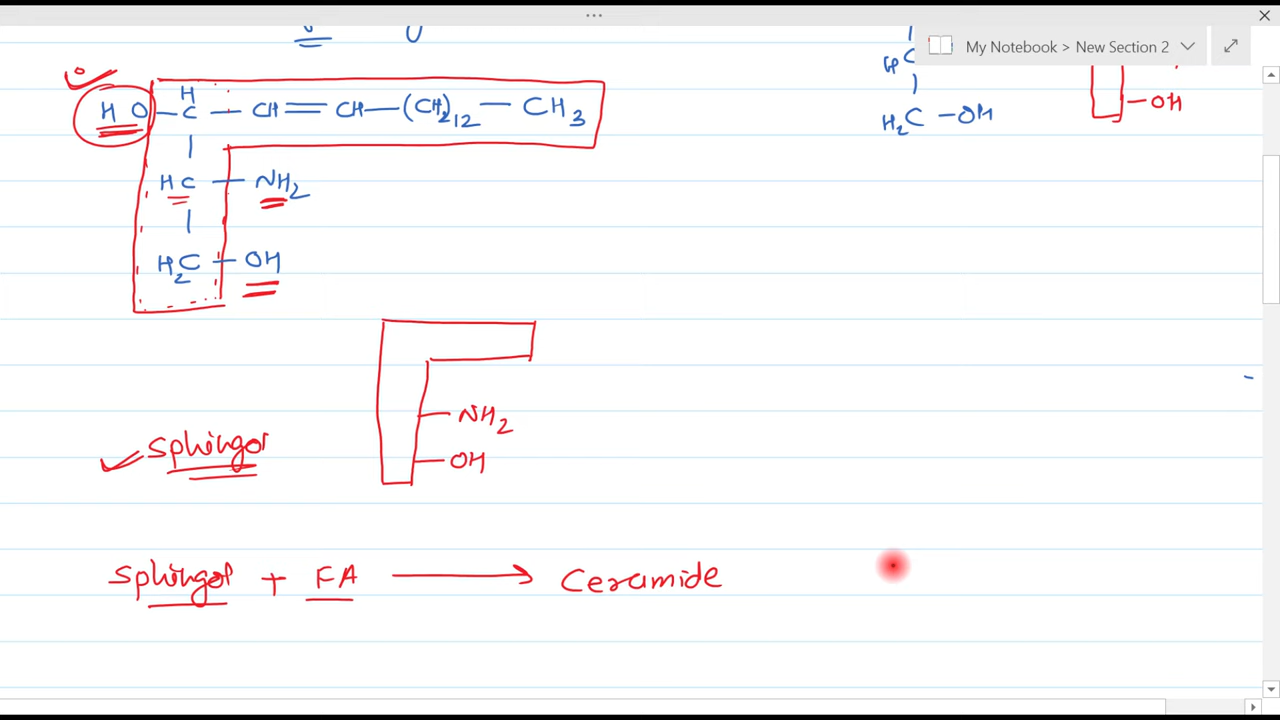 My Notebook > New Section 2
HO—CH—CH=CH—(CH2)12—CH3
HC—NH2
H2C—OH
C
H2C—OH
—OH
NH2
OH
Sphingol
Sphingol + FA ⟶ Ceramide